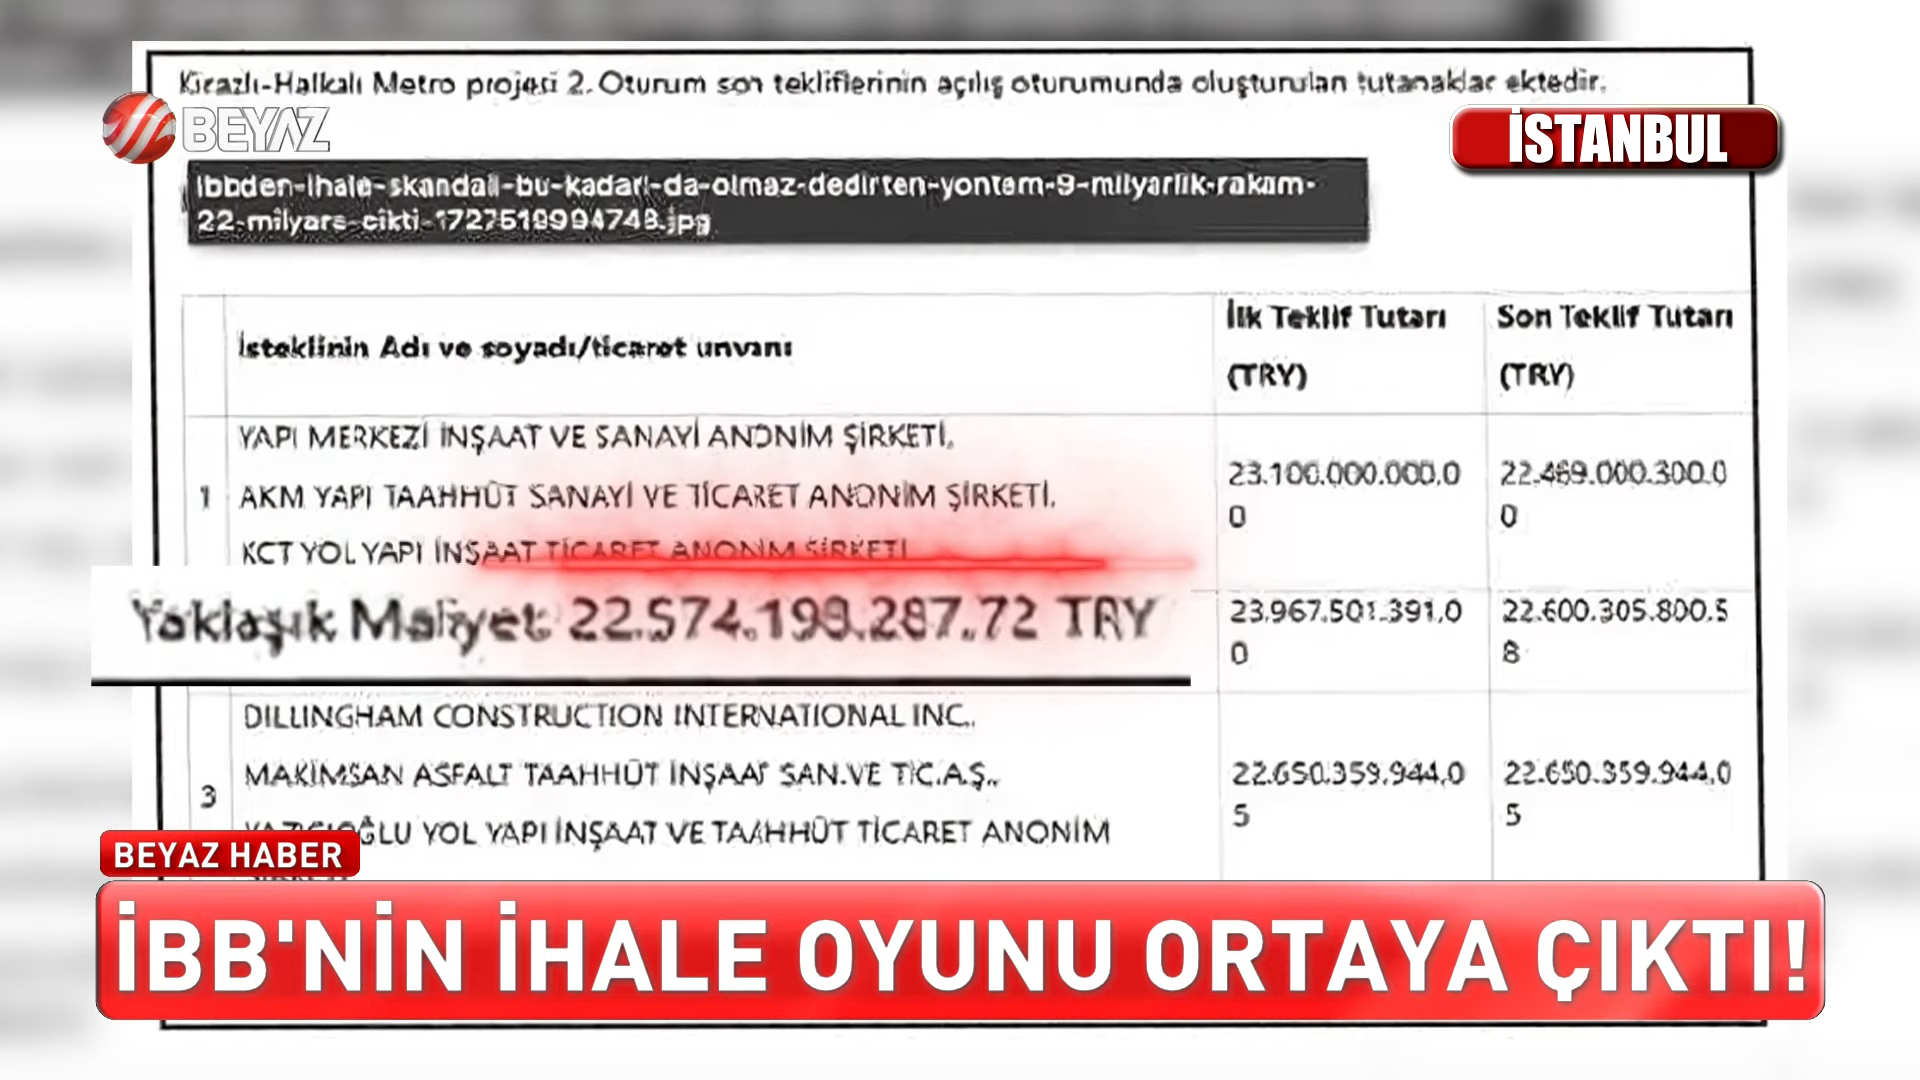 Kirazlı-Halkalı Metro projesi 2. Oturum son tekliflerinin açılış oturumunda oluşturulan tutanaklar ektedir.
BEYAZ
İSTANBUL
ibbden-ihale-skandali-bu-kadari-da-olmaz-dedirten-yontem-9-milyarlik-rakam-
22-milyara-cikti-1727519994748.jpg
İsteklinin Adı ve soyadı/ticaret unvanı
İlk Teklif Tutarı
(TRY)
Son Teklif Tutarı
(TRY)
YAPI MERKEZİ İNŞAAT VE SANAYİ ANONİM ŞİRKETİ,
1 AKM YAPI TAAHHÜT SANAYİ VE TİCARET ANONİM ŞİRKETİ,
KCT YOL YAPI İNŞAAT TİCARET ANONİM ŞİRKETİ
23.100.000.000,0
0
22.469.000.300,0
0
Yaklaşık Maliyet: 22.574.198.287,72 TRY
23.967.501.391,0
0
22.600.305.800,5
8
DILLINGHAM CONSTRUCTION INTERNATIONAL INC.,
MAKİMSAN ASFALT TAAHHÜT İNŞAAT SAN.VE TİC.A.Ş.,
3
YAZICIOĞLU YOL YAPI İNŞAAT VE TAAHHÜT TİCARET ANONİM
22.650.359.944,0
5
22.650.359.944,0
5
BEYAZ HABER
İBB'NİN İHALE OYUNU ORTAYA ÇIKTI!